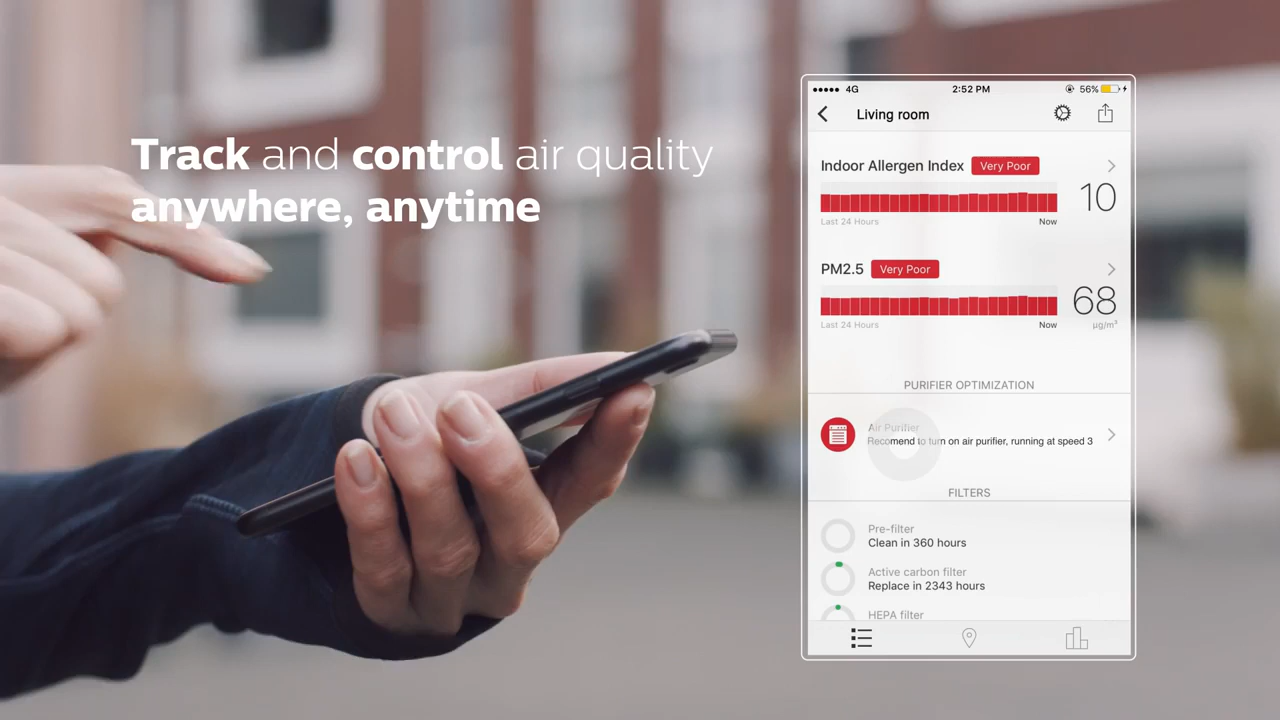 Track and control air quality
anywhere, anytime
4G
2:52 PM
56%
Living room
Indoor Allergen Index
Very Poor
10
Last 24 Hours
Now
PM2.5
Very Poor
68
Last 24 Hours
Now
µg/m³
PURIFIER OPTIMIZATION
Air Purifier
Recomend to turn on air purifier, running at speed 3
FILTERS
Pre-filter
Clean in 360 hours
Active carbon filter
Replace in 2343 hours
HEPA filter